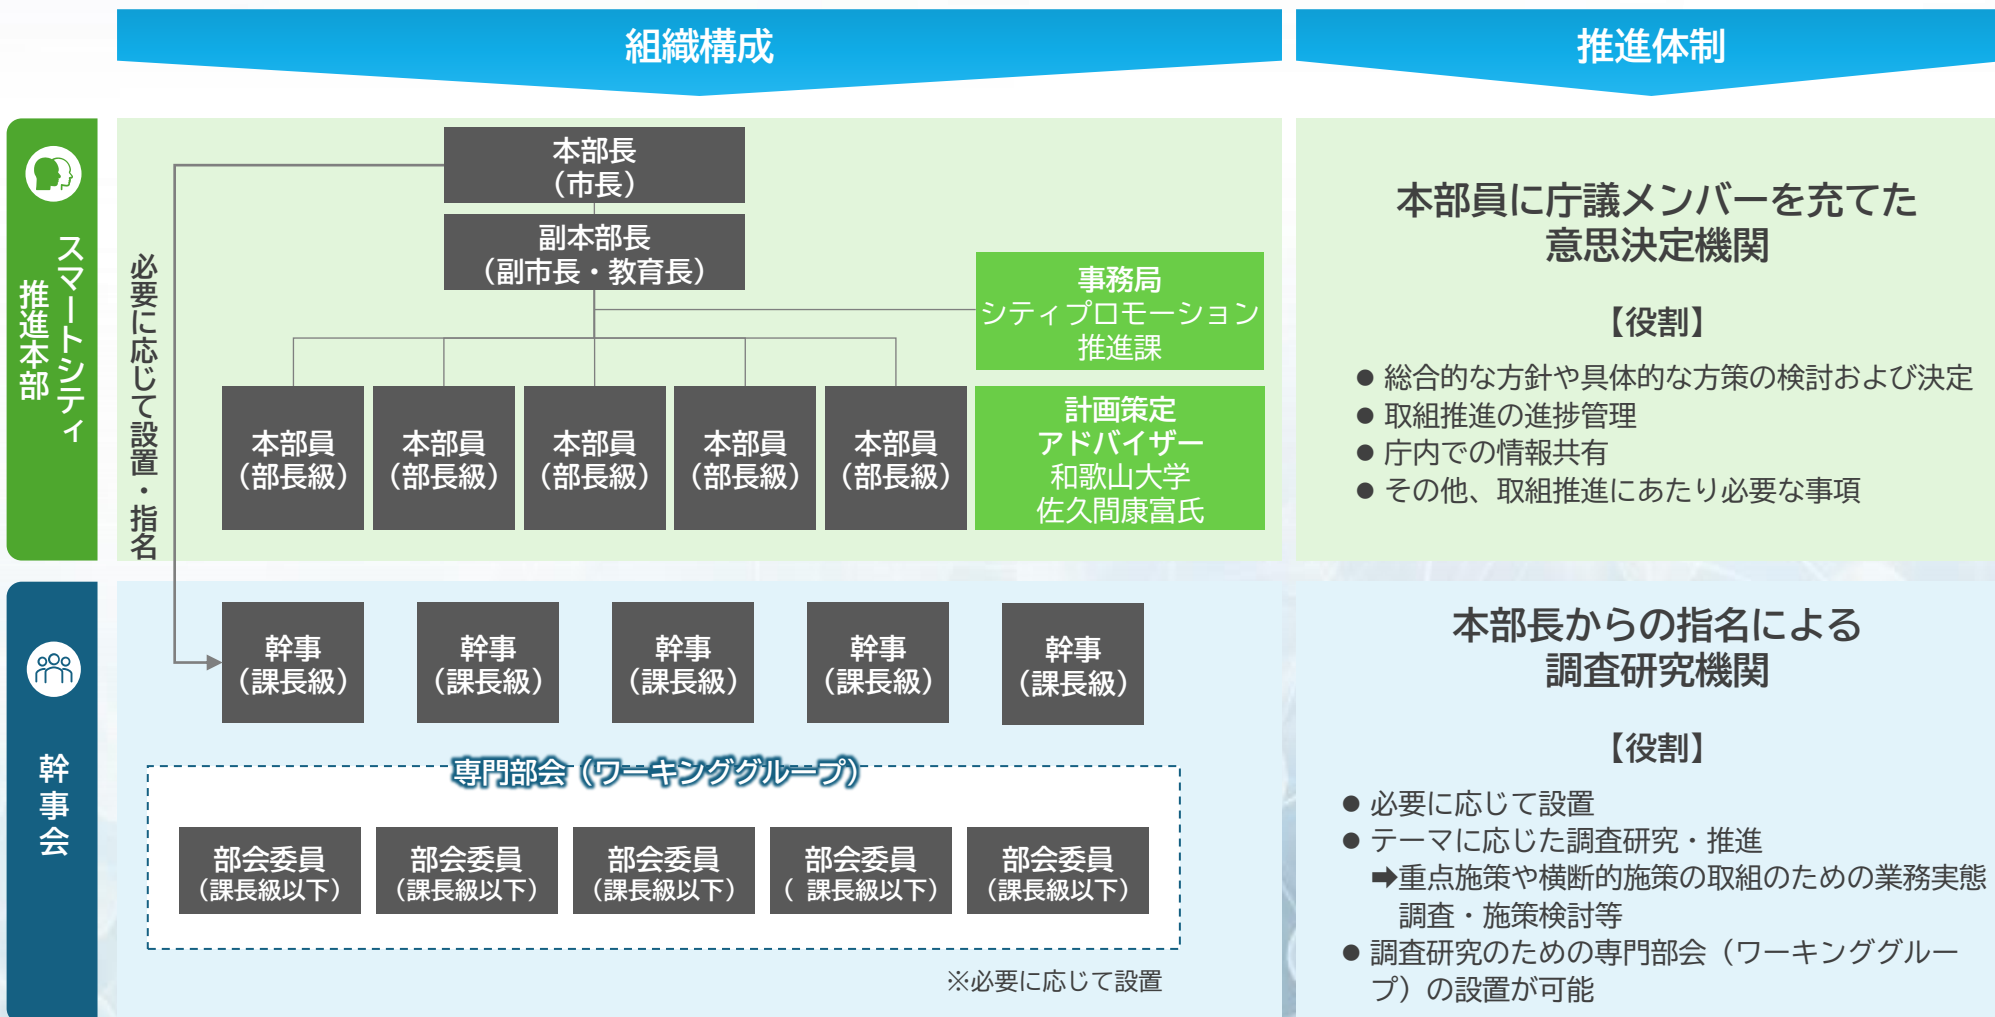 組織構成
推進体制
スマートシティ
推進本部
必要に応じて設置・指名
本部長
（市長）
副本部長
（副市長・教育長）
事務局
シティプロモーション
推進課
本部員
（部長級）
本部員
（部長級）
本部員
（部長級）
本部員
（部長級）
本部員
（部長級）
計画策定
アドバイザー
和歌山大学
佐久間康富氏
本部員に庁議メンバーを充てた
意思決定機関
【役割】
● 総合的な方針や具体的な方策の検討および決定
● 取組推進の進捗管理
● 庁内での情報共有
● その他、取組推進にあたり必要な事項
幹事会
幹事
（課長級）
幹事
（課長級）
幹事
（課長級）
幹事
（課長級）
幹事
（課長級）
専門部会（ワーキンググループ）
部会委員
（課長級以下）
部会委員
（課長級以下）
部会委員
（課長級以下）
部会委員
（ 課長級以下）
部会委員
（課長級以下）
※必要に応じて設置
本部長からの指名による
調査研究機関
【役割】
● 必要に応じて設置
● テーマに応じた調査研究・推進
➡重点施策や横断的施策の取組のための業務実態
調査・施策検討等
● 調査研究のための専門部会（ワーキンググルー
プ）の設置が可能